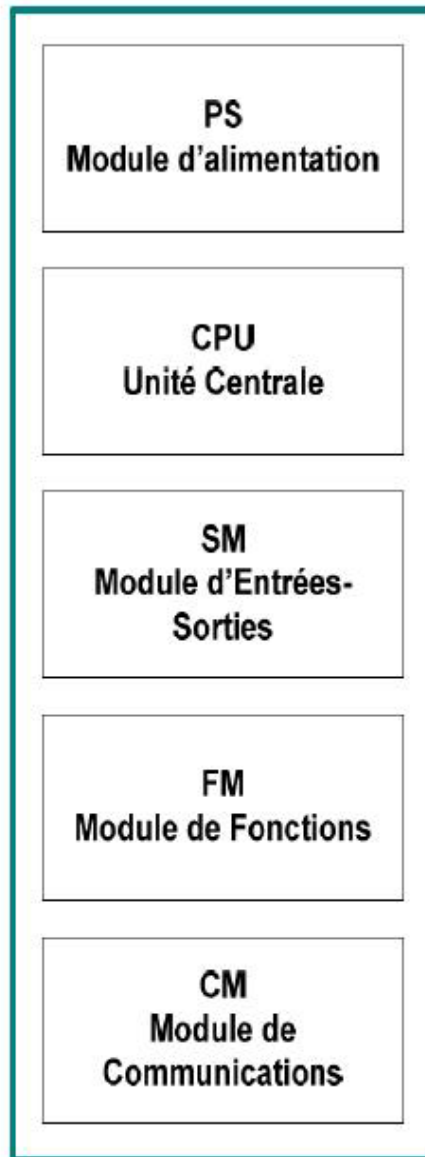 PS
Module d'alimentation
CPU
Unité Centrale
SM
Module d'Entrées-
Sorties
FM
Module de Fonctions
CM
Module de
Communications